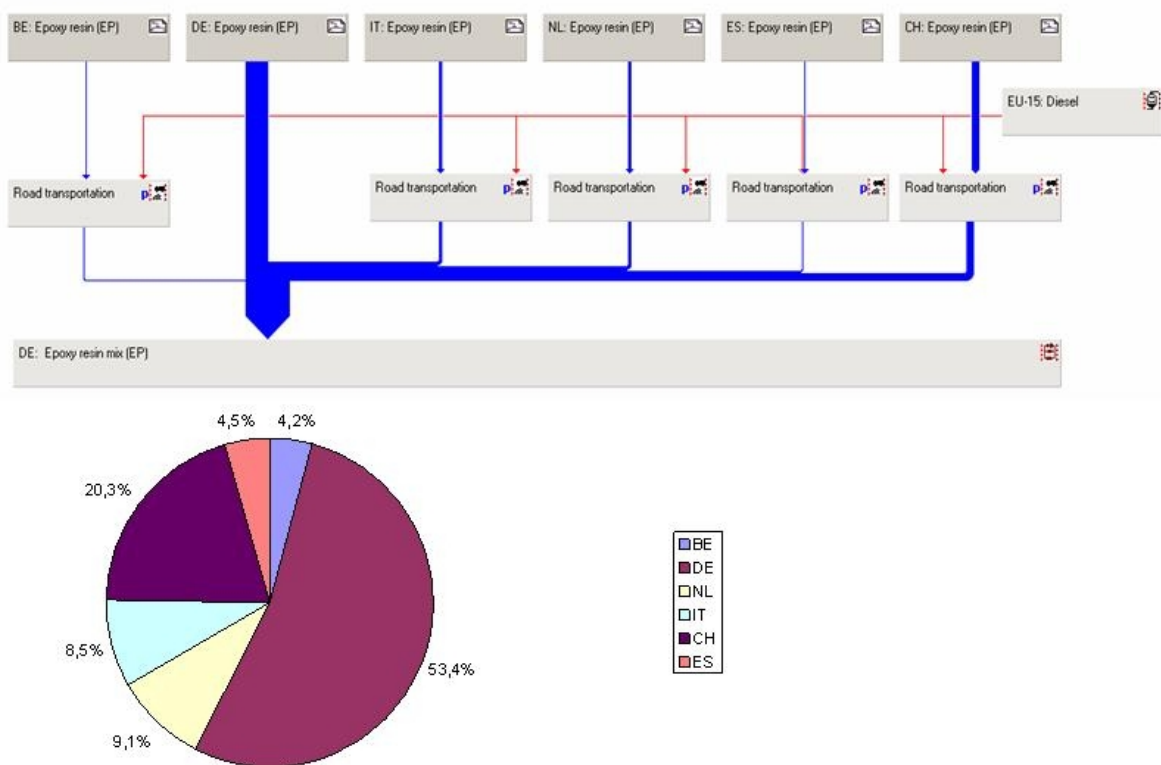 BE: Epoxy resin (EP)
DE: Epoxy resin (EP)
IT: Epoxy resin (EP)
NL: Epoxy resin (EP)
ES: Epoxy resin (EP)
CH: Epoxy resin (EP)
EU-15: Diesel
Road transportation p
Road transportation p
Road transportation p
Road transportation p
Road transportation p
DE: Epoxy resin mix (EP)
4,5%
4,2%
20,3%
8,5%
53,4%
9,1%
BE
DE
NL
IT
CH
ES